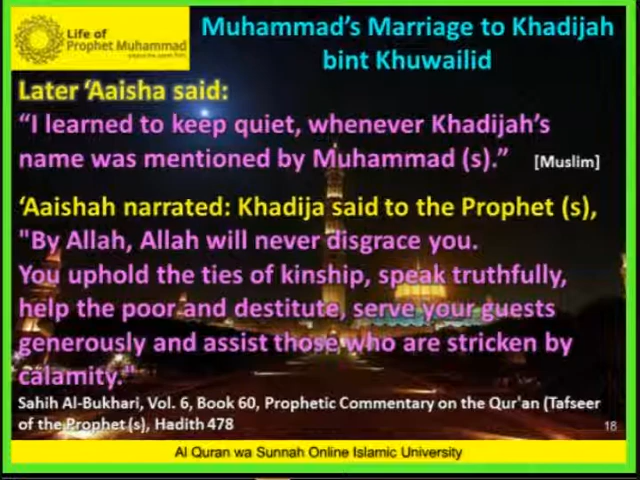 Life of
Prophet Muhammad
Muhammad's Marriage to Khadijah
bint Khuwailid
Later ‘Aaisha said:
“I learned to keep quiet, whenever Khadijah’s
name was mentioned by Muhammad (s).” [Muslim]
‘Aaishah narrated: Khadija said to the Prophet (s),
"By Allah, Allah will never disgrace you.
You uphold the ties of kinship, speak truthfully,
help the poor and destitute, serve your guests
generously and assist those who are stricken by
calamity."
Sahih Al-Bukhari, Vol. 6, Book 60, Prophetic Commentary on the Qur'an (Tafseer
of the Prophet (s), Hadith 478
18
Al Quran wa Sunnah Online Islamic University